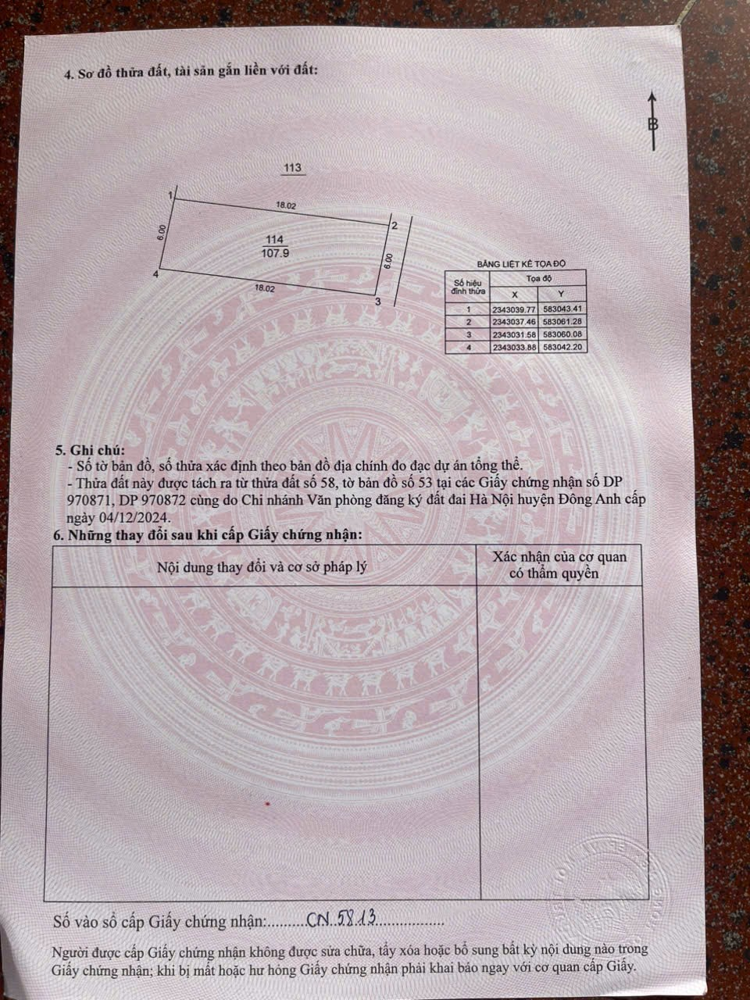 4. Sơ đồ thửa đất, tài sản gắn liền với đất:
B
113
1
18.02
2
6.00
114
107.9
6.00
4
18.02
3
BẢNG LIỆT KÊ TỌA ĐỘ
Số hiệu đỉnh thửa Tọa độ
X Y
1 2343039.77 583043.41
2 2343037.46 583061.28
3 2343031.58 583060.08
4 2343033.88 583042.20
5. Ghi chú:
- Số tờ bản đồ, số thửa xác định theo bản đồ địa chính đo đạc dự án tổng thể.
- Thửa đất này được tách ra từ thửa đất số 58, tờ bản đồ số 53 tại các Giấy chứng nhận số DP
970871, DP 970872 cùng do Chi nhánh Văn phòng đăng ký đất đai Hà Nội huyện Đông Anh cấp
ngày 04/12/2024.
6. Những thay đổi sau khi cấp Giấy chứng nhận:
Nội dung thay đổi và cơ sở pháp lý
Xác nhận của cơ quan
có thẩm quyền
Số vào sổ cấp Giấy chứng nhận:.........CN.5813.................
Người được cấp Giấy chứng nhận không được sửa chữa, tẩy xóa hoặc bổ sung bất kỳ nội dung nào trong
Giấy chứng nhận; khi bị mất hoặc hư hỏng Giấy chứng nhận phải khai báo ngay với cơ quan cấp Giấy.